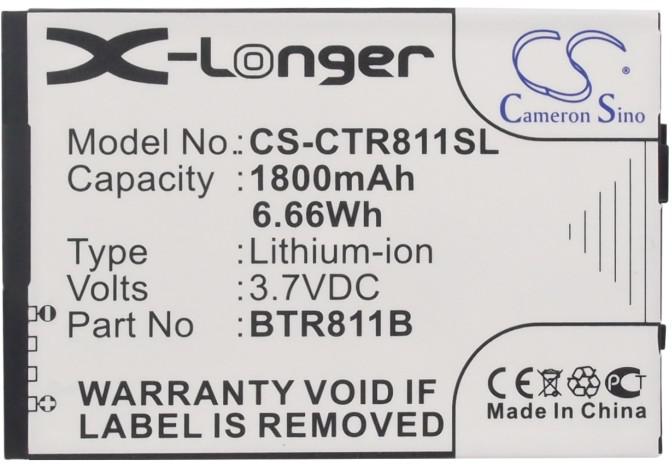 X-Longer
CS
Cameron Sino
Model No.: CS-CTR811SL
Capacity : 1800mAh
6.66Wh
Type : Lithium-ion
Volts : 3.7VDC
Part No : BTR811B
WARRANTY VOID IF
LABEL REMOVED
CE PCT
Made In China